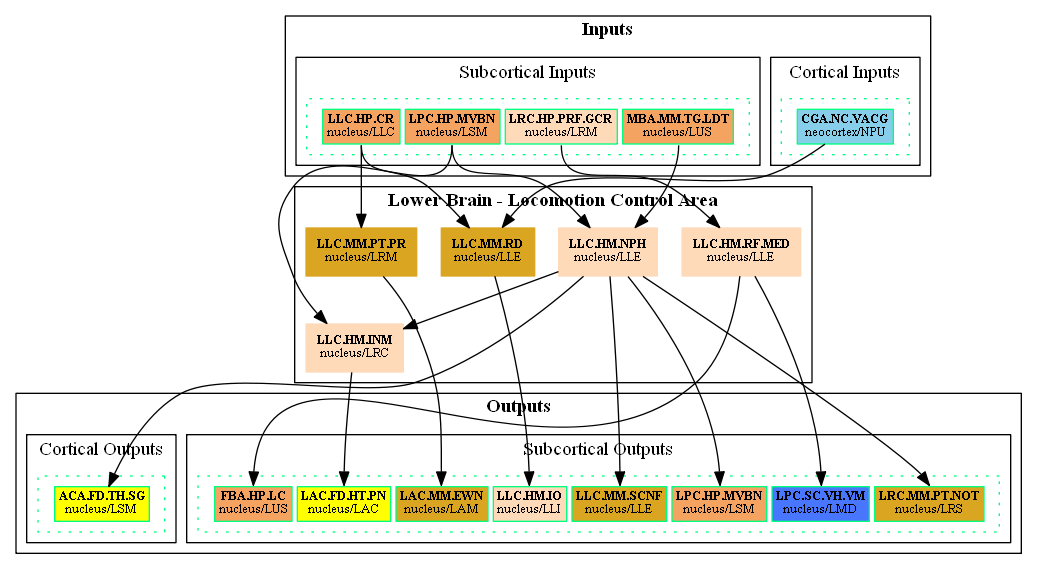 Inputs
Subcortical Inputs
Cortical Inputs
LLC.HP.CR
nucleus/LLC
LPC.HP.MVBN
nucleus/LSM
LRC.HP.PRF.GCR
nucleus/LRM
MBA.MM.TG.LDT
nucleus/LUS
CGA.NC.VACG
neocortex/NPU
Lower Brain - Locomotion Control Area
LLC.MM.PT.PR
nucleus/LRM
LLC.MM.RD
nucleus/LLE
LLC.HM.NPH
nucleus/LLE
LLC.HM.RF.MED
nucleus/LLE
LLC.HM.INM
nucleus/LRC
Outputs
Cortical Outputs
Subcortical Outputs
ACA.FD.TH.SG
nucleus/LSM
FBA.HP.LC
nucleus/LUS
LAC.FD.HT.PN
nucleus/LAC
LAC.MM.EWN
nucleus/LAM
LLC.HM.IO
nucleus/LLI
LLC.MM.SCNF
nucleus/LLE
LPC.HP.MVBN
nucleus/LSM
LPC.SC.VH.VM
nucleus/LMD
LRC.MM.PT.NOT
nucleus/LRS